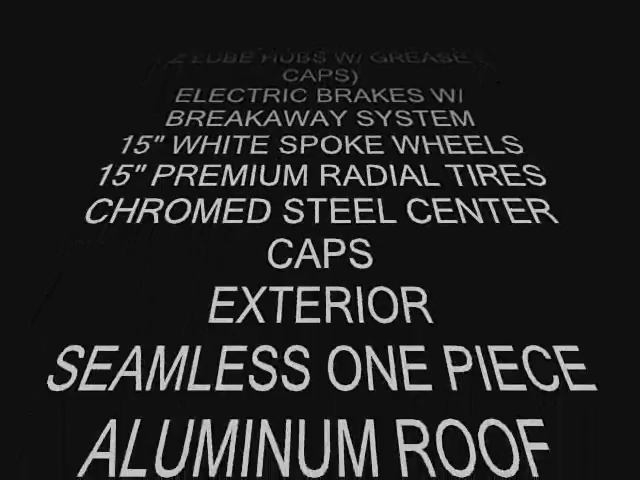 LUBE HUBS W/ GREASE
CAPS)
ELECTRIC BRAKES W/
BREAKAWAY SYSTEM
15" WHITE SPOKE WHEELS
15" PREMIUM RADIAL TIRES
CHROMED STEEL CENTER
CAPS
EXTERIOR
SEAMLESS ONE PIECE
ALUMINUM ROOF